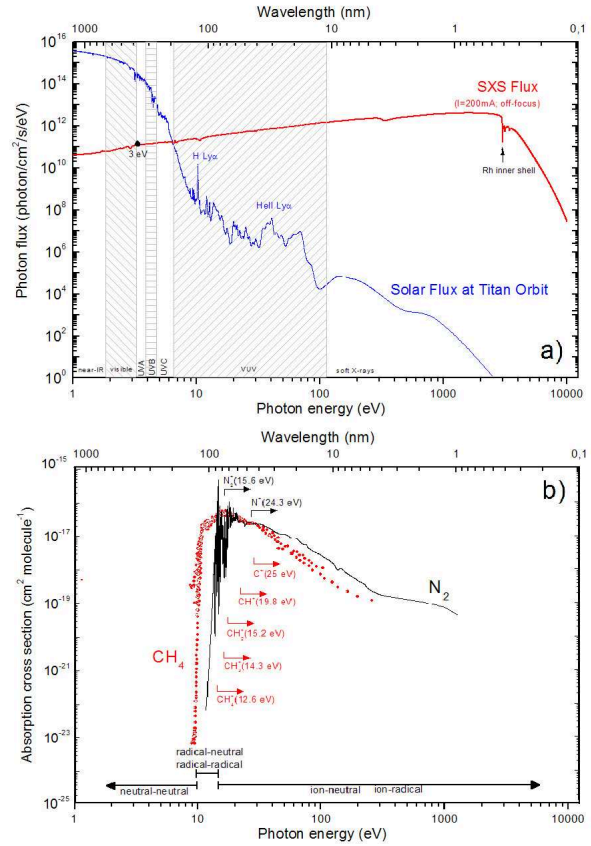 Wavelength (nm)
1000 100 10 1 0,1
a)
10^16
10^14
10^12
10^10
10^8
10^6
10^4
10^2
10^0
Photon flux (photon/cm^2/s/eV)
SXS Flux
(I=200mA; off-focus)
3 eV
H Lyα
Rh inner shell
HeII Lyα
Solar Flux at Titan Orbit
near-IR visible UVA UVB UVC VUV soft X-rays
1 10 100 1000 10000
Photon energy (eV)
Wavelength (nm)
1000 100 10 1 0,1
b)
10^-15
10^-17
10^-19
10^-21
10^-23
10^-25
Absorption cross section (cm^2 molecule^-1)
N2+(15.6 eV)
N+(24.3 eV)
N2
C+(25 eV)
CH+(19.8 eV)
CH2+(15.2 eV)
CH4
CH3+(14.3 eV)
CH4+(12.6 eV)
radical-neutral
radical-radical
neutral-neutral ion-neutral ion-radical
1 10 100 1000 10000
Photon energy (eV)